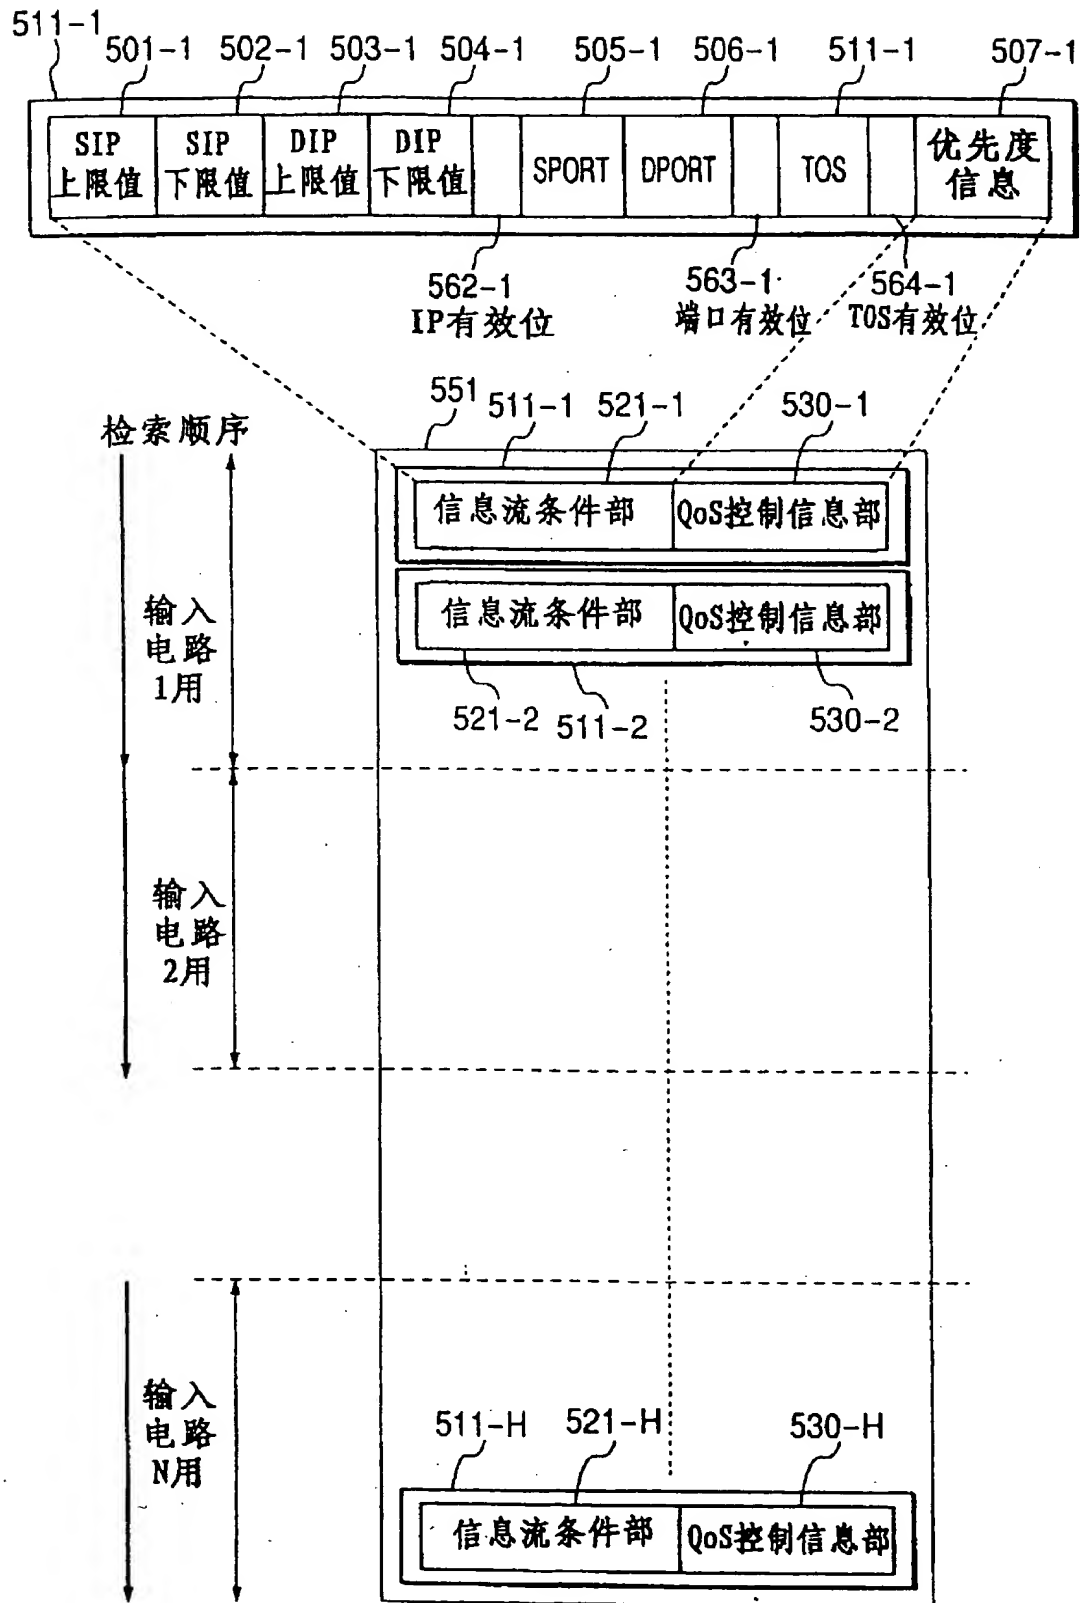 511-1
501-1 502-1 503-1 504-1 505-1 506-1 511-1 507-1
SIP
上限值
SIP
下限值
DIP
上限值
DIP
下限值
SPORT
DPORT
TOS
优先度
信息
562-1
IP有效位
563-1
端口有效位
564-1
TOS有效位
检索顺序
551
511-1
521-1
530-1
信息流条件部
QoS控制信息部
输入
电路
1用
信息流条件部
QoS控制信息部
521-2
511-2
530-2
输入
电路
2用
输入
电路
N用
511-H
521-H
530-H
信息流条件部
QoS控制信息部